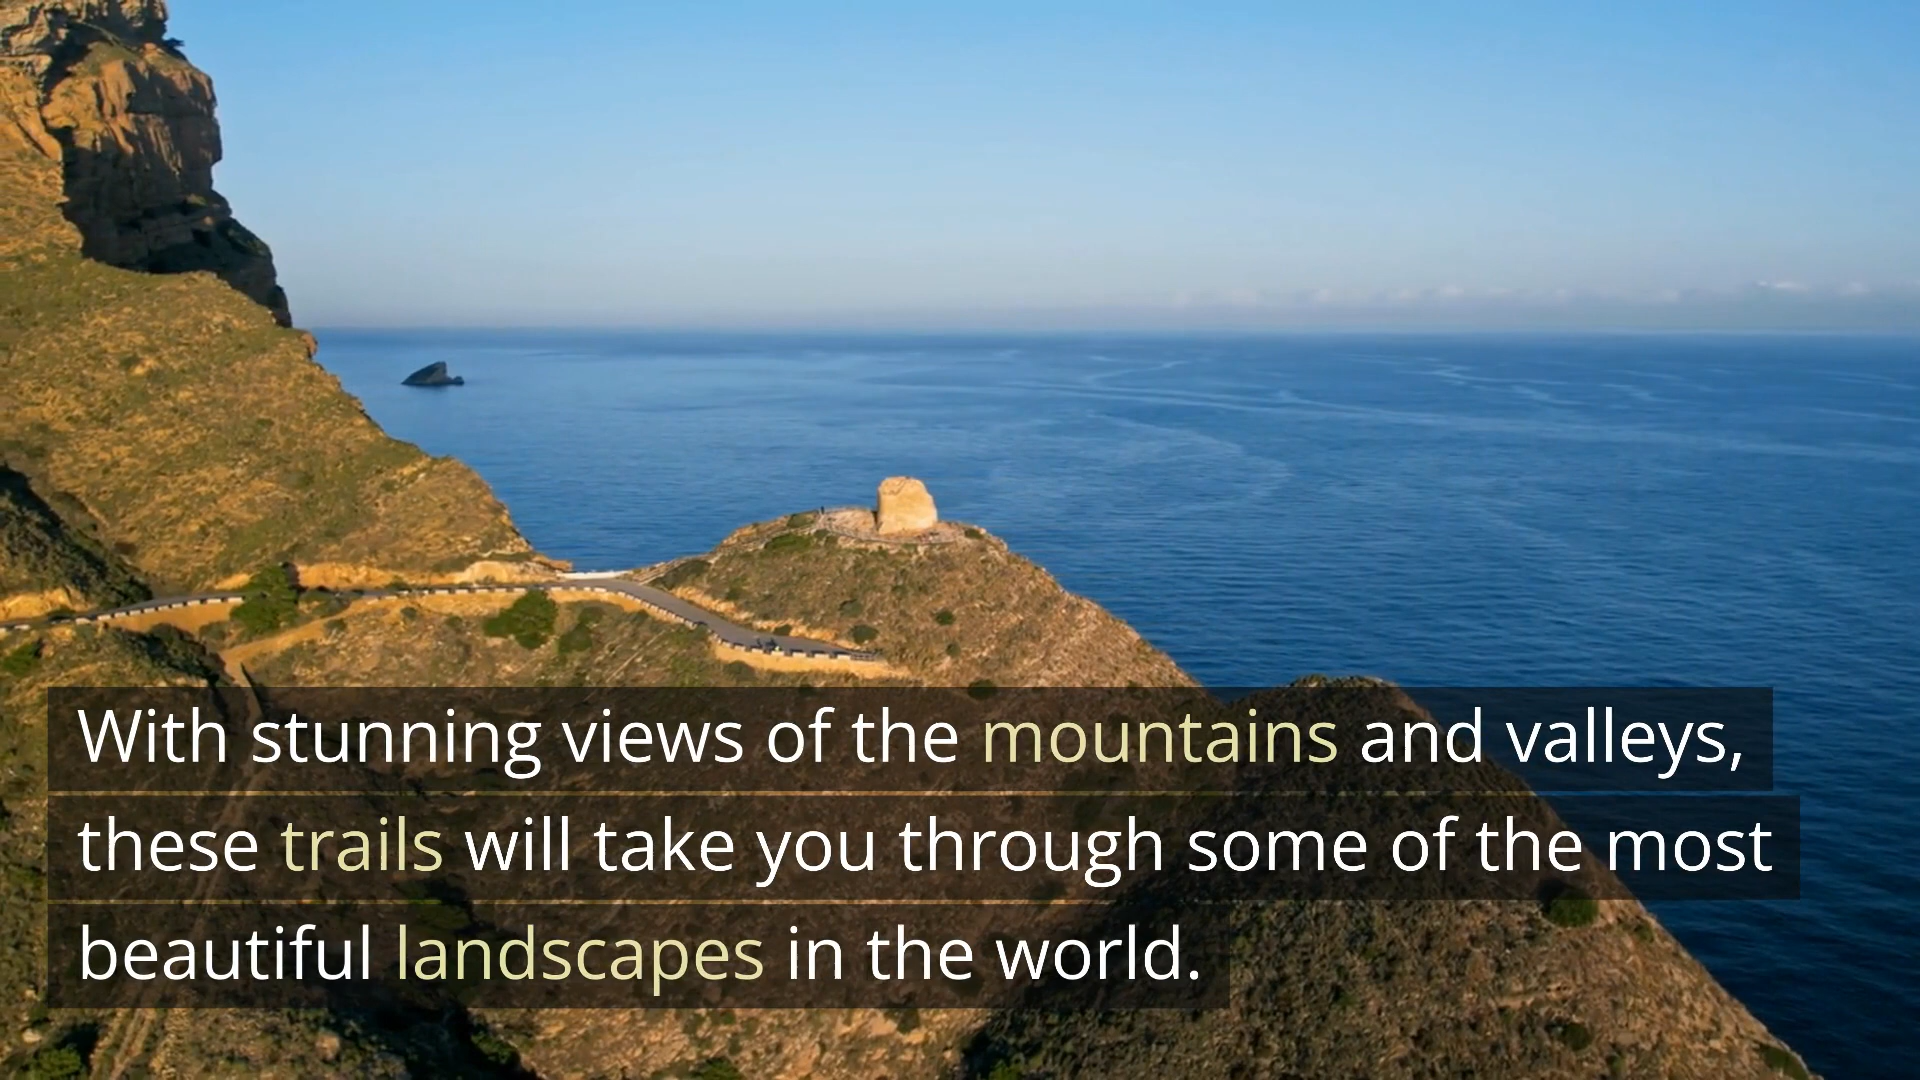 With stunning views of the mountains and valleys,
these trails will take you through some of the most
beautiful landscapes in the world.